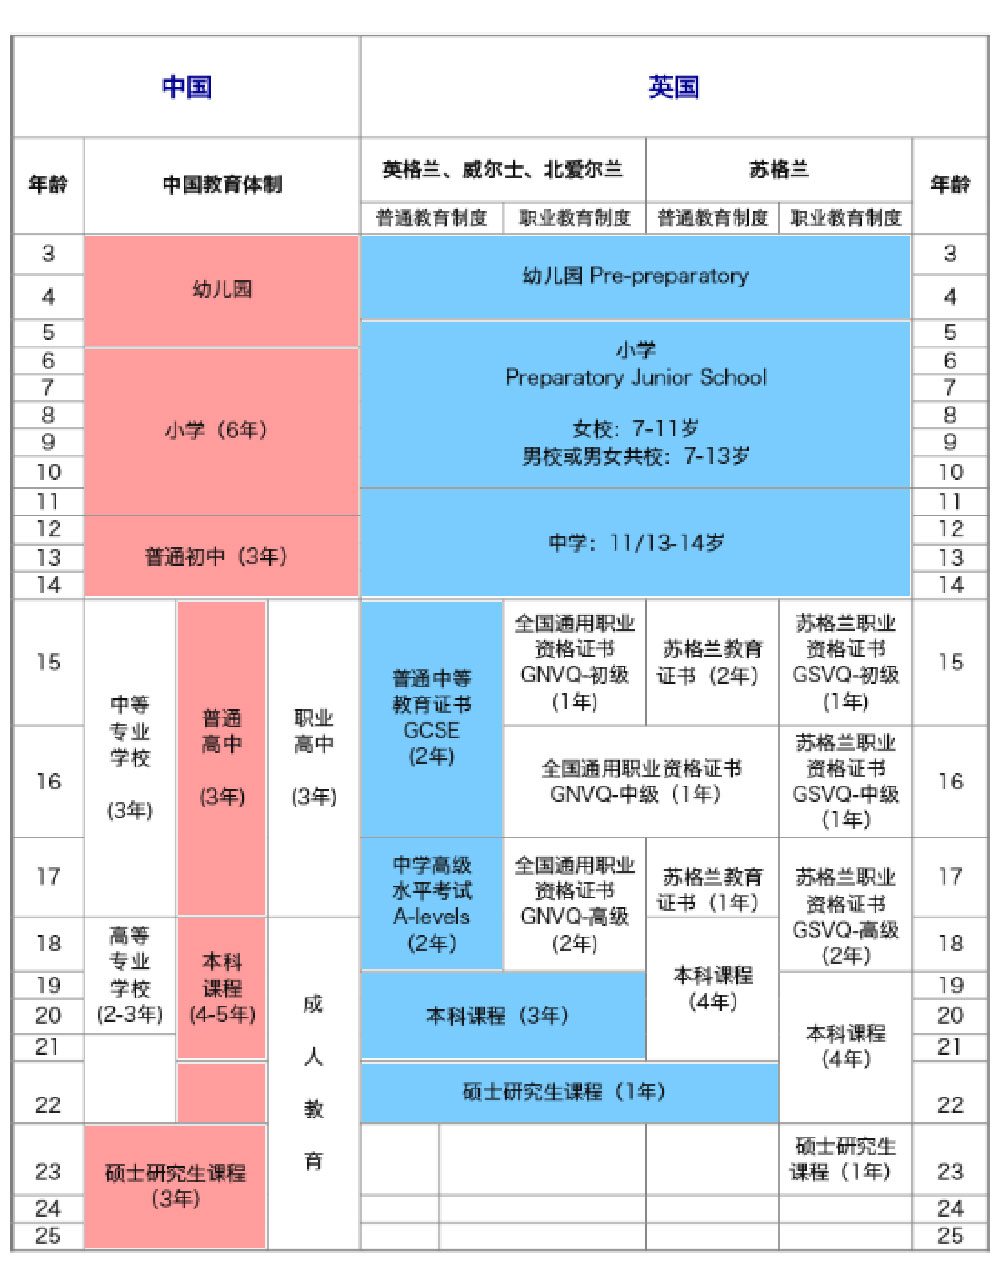 中国
英国
年龄
中国教育体制
英格兰、威尔士、北爱尔兰
苏格兰
年龄
普通教育制度
职业教育制度
普通教育制度
职业教育制度
3
4
5
6
7
8
9
10
11
12
13
14
15
16
17
18
19
20
21
22
23
24
25
幼儿园
小学（6年）
普通初中（3年）
中等
专业
学校
(3年)
普通
高中
(3年)
职业
高中
(3年)
高等
专业
学校
(2-3年)
本科
课程
(4-5年)
成
人
教
育
硕士研究生课程
(3年)
幼儿园 Pre-preparatory
小学
Preparatory Junior School
女校：7-11岁
男校或男女共校：7-13岁
中学：11/13-14岁
普通中等
教育证书
GCSE
(2年)
全国通用职业
资格证书
GNVQ-初级
(1年)
苏格兰教育
证书（2年）
苏格兰职业
资格证书
GSVQ-初级
(1年)
全国通用职业资格证书
GNVQ-中级（1年）
苏格兰职业
资格证书
GSVQ-中级
(1年)
中学高级
水平考试
A-levels
(2年）
全国通用职业
资格证书
GNVQ-高级
(2年)
苏格兰教育
证书（1年）
苏格兰职业
资格证书
GSVQ-高级
(2年)
本科课程（3年）
本科课程
(4年）
本科课程
(4年)
硕士研究生课程（1年）
硕士研究生
课程（1年）
3
4
5
6
7
8
9
10
11
12
13
14
15
16
17
18
19
20
21
22
23
24
25